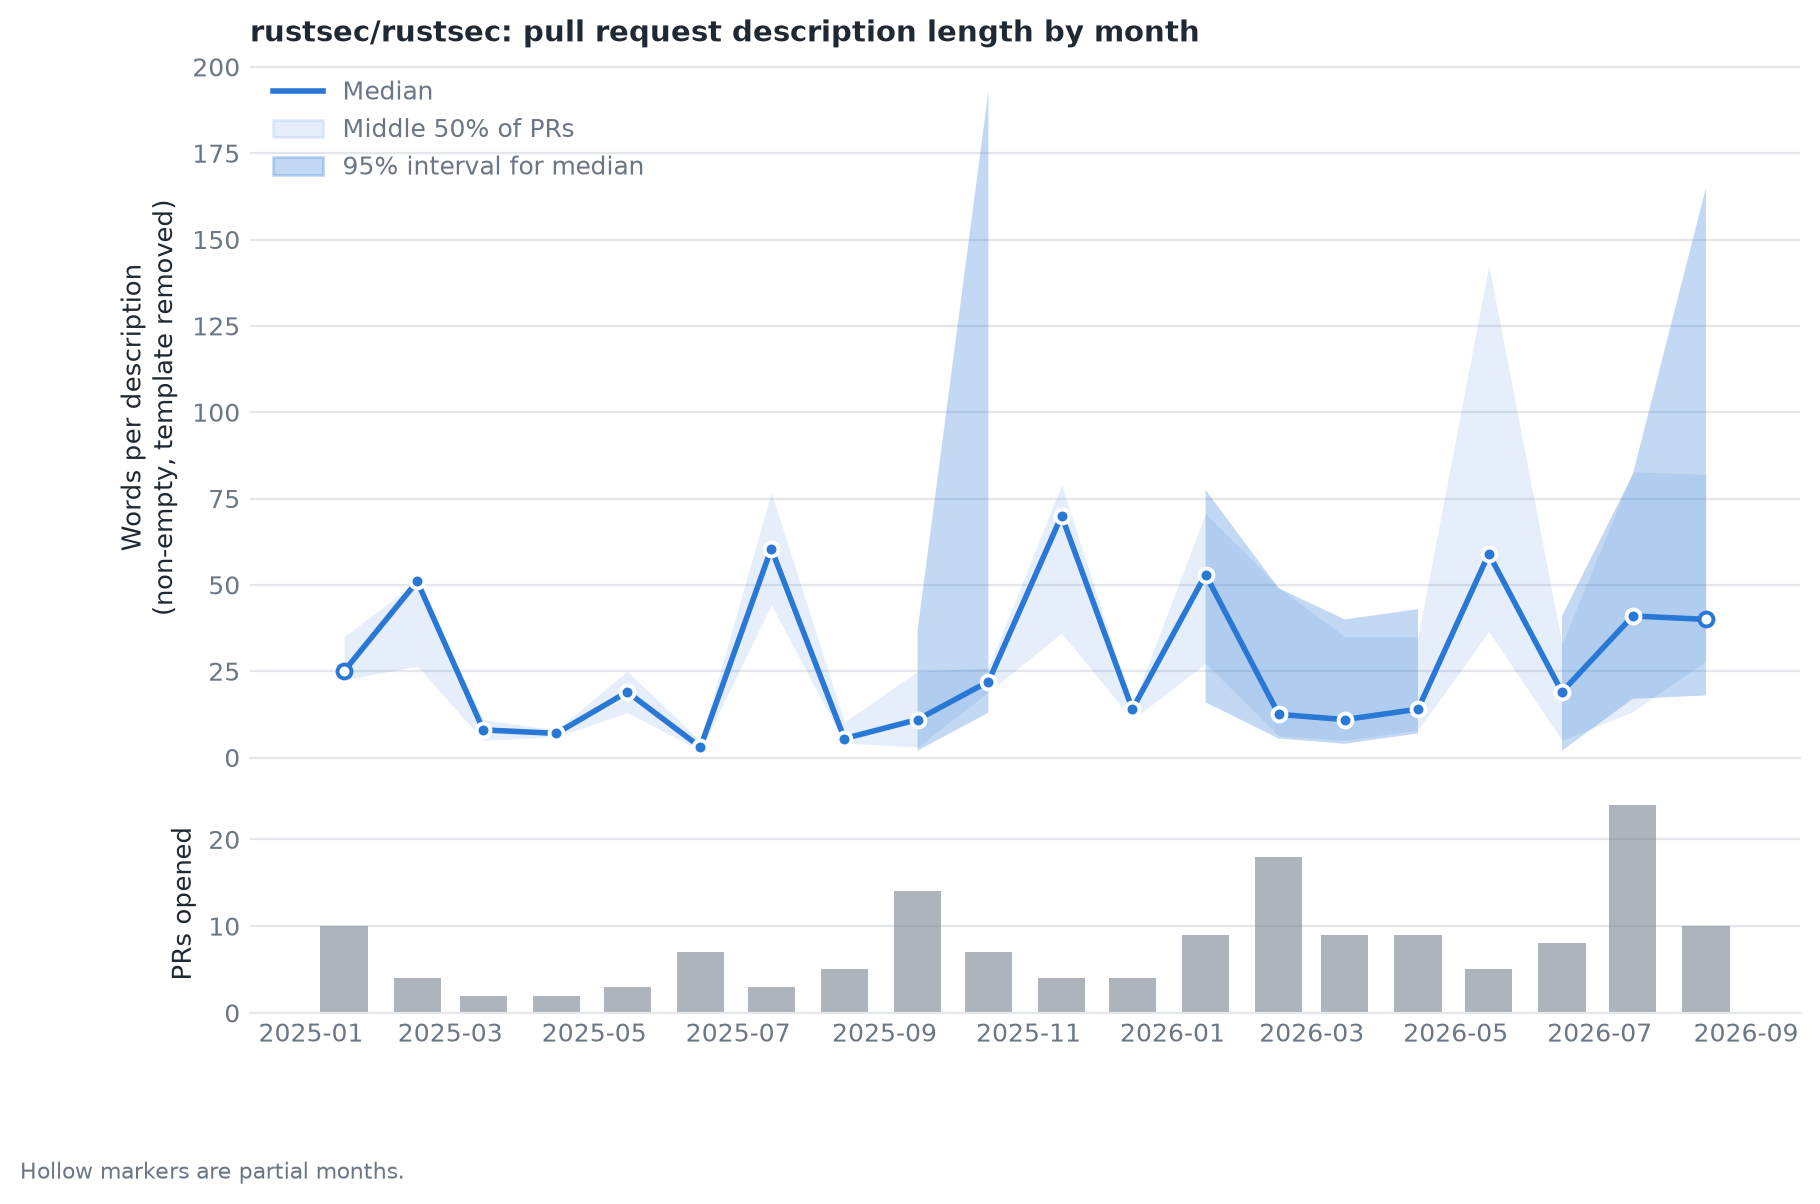 rustsec/rustsec: pull request description length by month
200
175
150
125
100
75
50
25
0
Words per description
(non-empty, template removed)
Median
Middle 50% of PRs
95% interval for median
20
10
0
PRs opened
2025-01
2025-03
2025-05
2025-07
2025-09
2025-11
2026-01
2026-03
2026-05
2026-07
2026-09
Hollow markers are partial months.